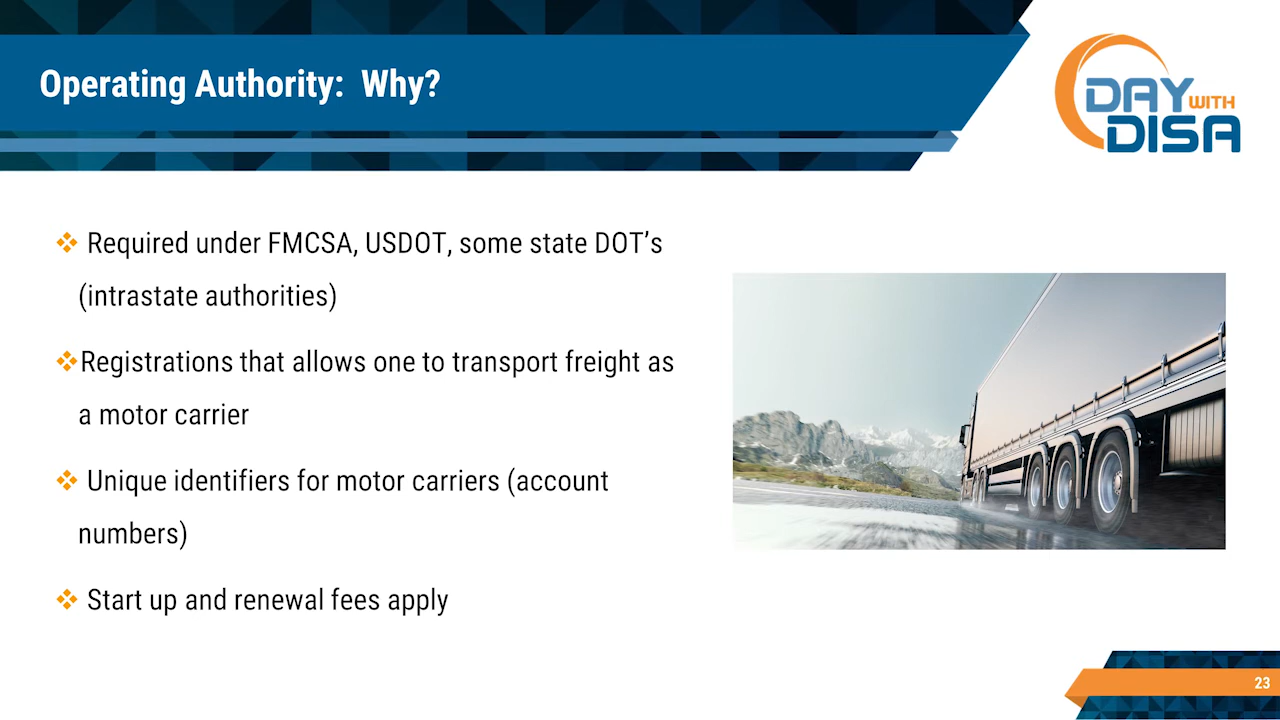 Operating Authority:  Why?
DAY WITH
DISA
❖ Required under FMCSA, USDOT, some state DOT’s
(intrastate authorities)
❖Registrations that allows one to transport freight as
a motor carrier
❖ Unique identifiers for motor carriers (account
numbers)
❖ Start up and renewal fees apply
23